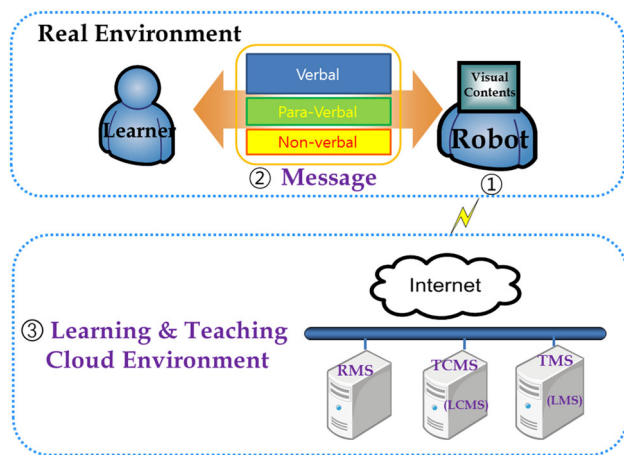 Real Environment
Verbal
Para-Verbal
Non-verbal
Learner
Visual
Contents
Robot
② Message
①
Internet
③ Learning & Teaching
Cloud Environment
RMS
TCMS
(LCMS)
TMS
(LMS)